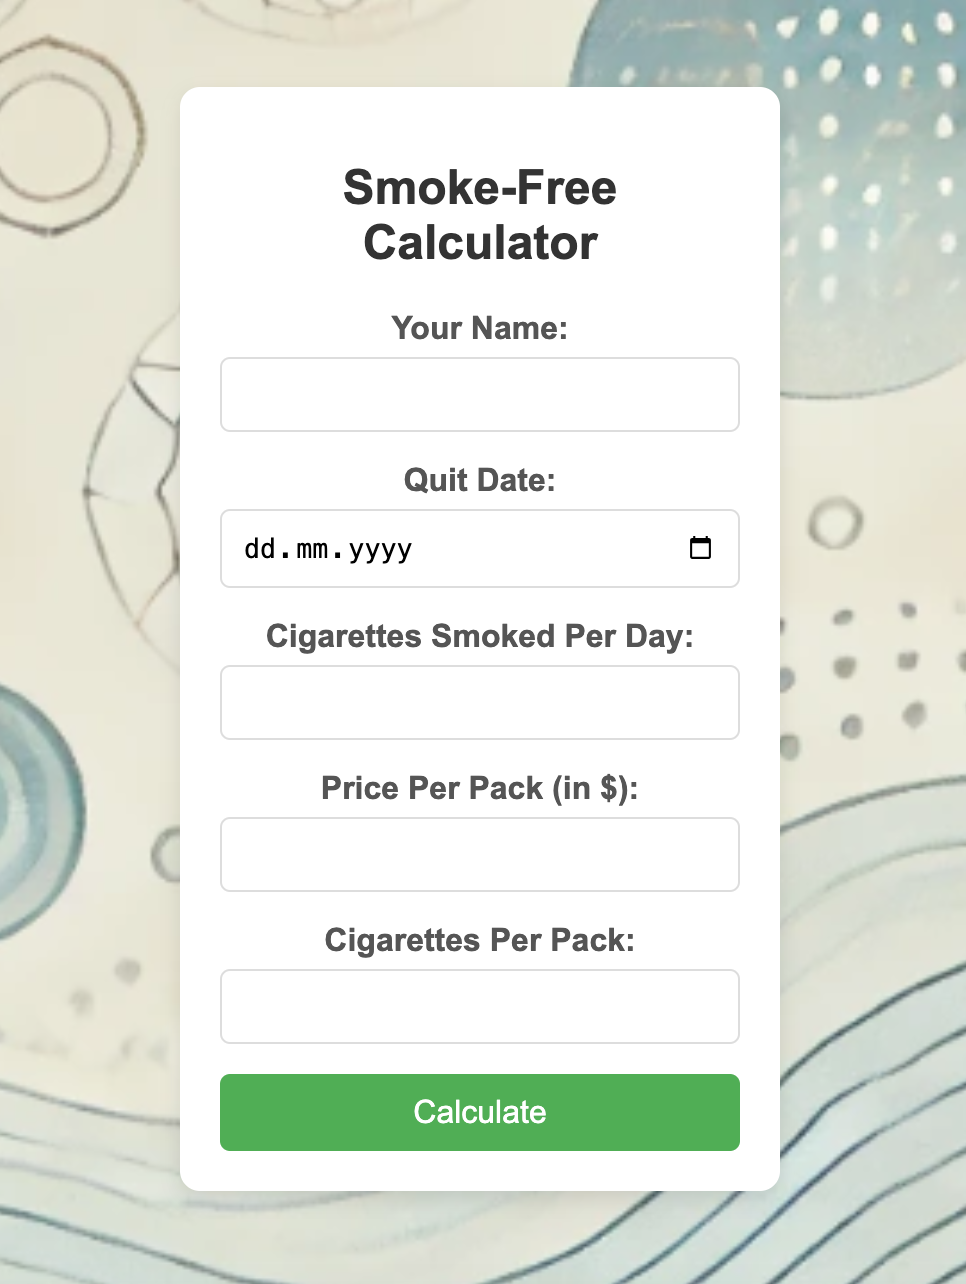 Smoke-Free
Calculator
Your Name:
Quit Date:
dd.mm.yyyy
Cigarettes Smoked Per Day:
Price Per Pack (in $):
Cigarettes Per Pack:
Calculate